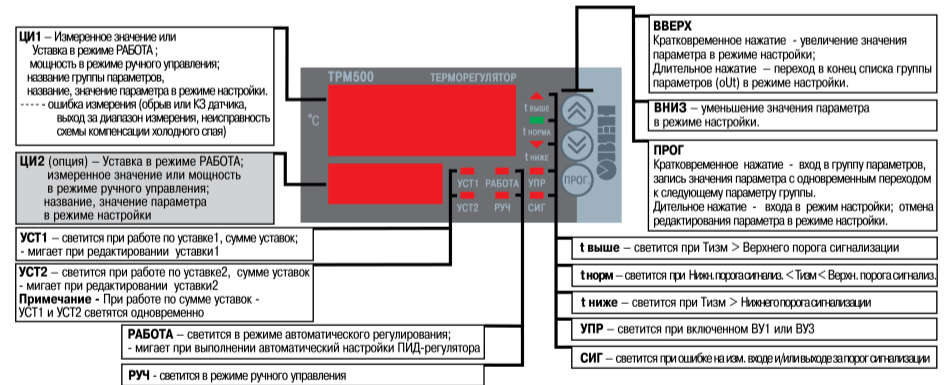 ЦИ1 – Измеренное значение или
Уставка в режиме РАБОТА ;
мощность в режиме ручного управления;
название группы параметров,
название, значение параметра в режиме настройки.
- - - - - ошибка измерения (обрыв или КЗ датчика,
выход за диапазон измерения, неисправность
схемы компенсации холодного спая)
ЦИ2 (опция) – Уставка в режиме РАБОТА;
измеренное значение или мощность
в режиме ручного управления;
название, значение параметра
в режиме настройки
УСТ1 – светится при работе по уставке1, сумме уставок;
- мигает при редактировании уставки1
УСТ2 – светится при работе по уставке2, сумме уставок
- мигает при редактировании уставки2
Примечание - При работе по сумме уставок -
УСТ1 и УСТ2 светятся одновременно
РАБОТА – светится в режиме автоматического регулирования;
- мигает при выполнении автоматический настройки ПИД-регулятора
РУЧ - светится в режиме ручного управления
ТРМ500 ТЕРМОРЕГУЛЯТОР
°C
t ВЫШЕ
t НОРМА
t НИЖЕ
УСТ1 РАБОТА УПР
УСТ2 РУЧ СИГ
ПРОГ.
ОВЕН
ВВЕРХ
Кратковременное нажатие - увеличение значения
параметра в режиме настройки;
Длительное нажатие – переход в конец списка группы
параметров (oUt) в режиме настройки.
ВНИЗ – уменьшение значения параметра
в режиме настройки.
ПРОГ
Кратковременное нажатие - вход в группу параметров,
запись значения параметра с одновременным переходом
к следующему параметру группы.
Дительное нажатие - входа в режим настройки; отмена
редактирования параметра в режиме настройки.
t выше – светится при Тизм > Верхнего порога сигнализации
t норм – светится при Нижн. порога сигнализ. < Тизм < Верхн. порога сигнализ.
t ниже – светится при Тизм > Нижнего порога сигнализации
УПР – светится при включенном ВУ1 или ВУ3
СИГ – светится при ошибке на изм. входе и/или выходе за порог сигнализации